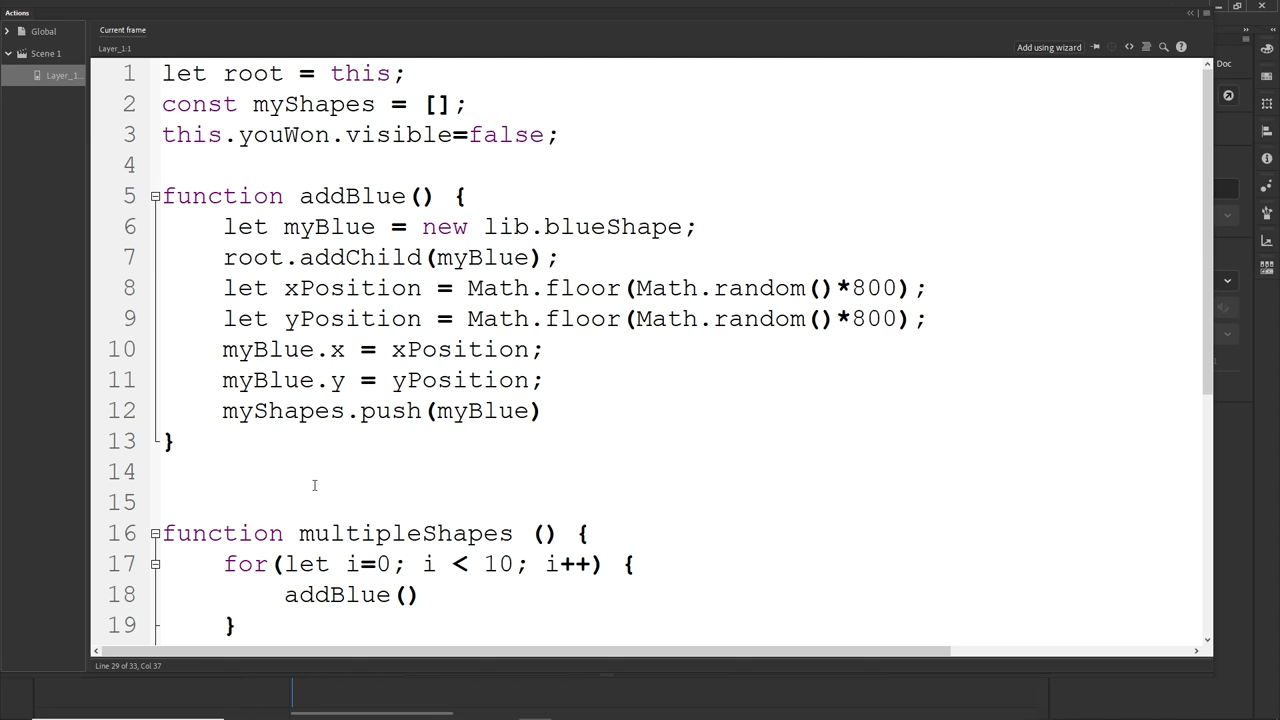 Actions
Global
Scene 1
Layer_1...
Current frame
Layer_1:1
Add using wizard
Doc
1 let root = this;
2 const myShapes = [];
3 this.youWon.visible=false;
4
5 function addBlue() {
6 let myBlue = new lib.blueShape;
7 root.addChild(myBlue);
8 let xPosition = Math.floor(Math.random()*800);
9 let yPosition = Math.floor(Math.random()*800);
10 myBlue.x = xPosition;
11 myBlue.y = yPosition;
12 myShapes.push(myBlue)
13 }
14
15
16 function multipleShapes () {
17 for(let i=0; i < 10; i++) {
18 addBlue()
19 }
Line 29 of 33, Col 37